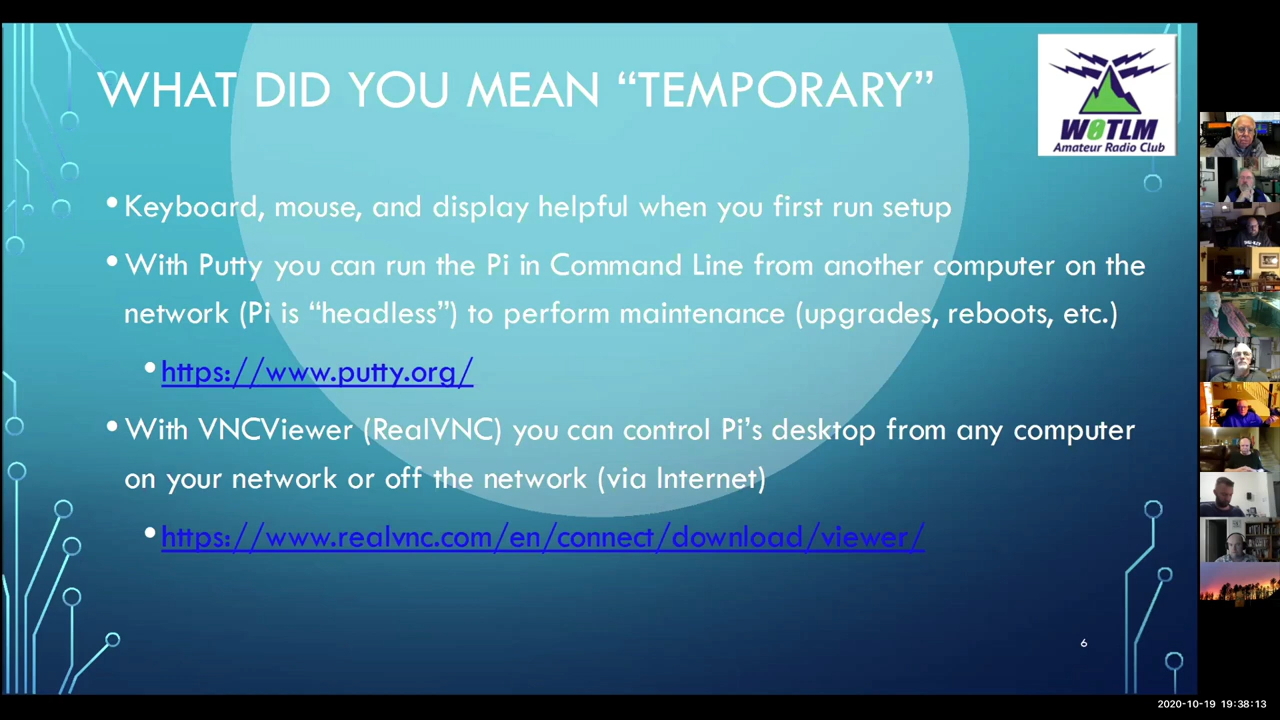 WHAT DID YOU MEAN “TEMPORARY”
WØTLM
Amateur Radio Club
•Keyboard, mouse, and display helpful when you first run setup
•With Putty you can run the Pi in Command Line from another computer on the
network (Pi is “headless”) to perform maintenance (upgrades, reboots, etc.)
•https://www.putty.org/
•With VNCViewer (RealVNC) you can control Pi’s desktop from any computer
on your network or off the network (via Internet)
•https://www.realvnc.com/en/connect/download/viewer/
6
2020-10-19 19:38:13